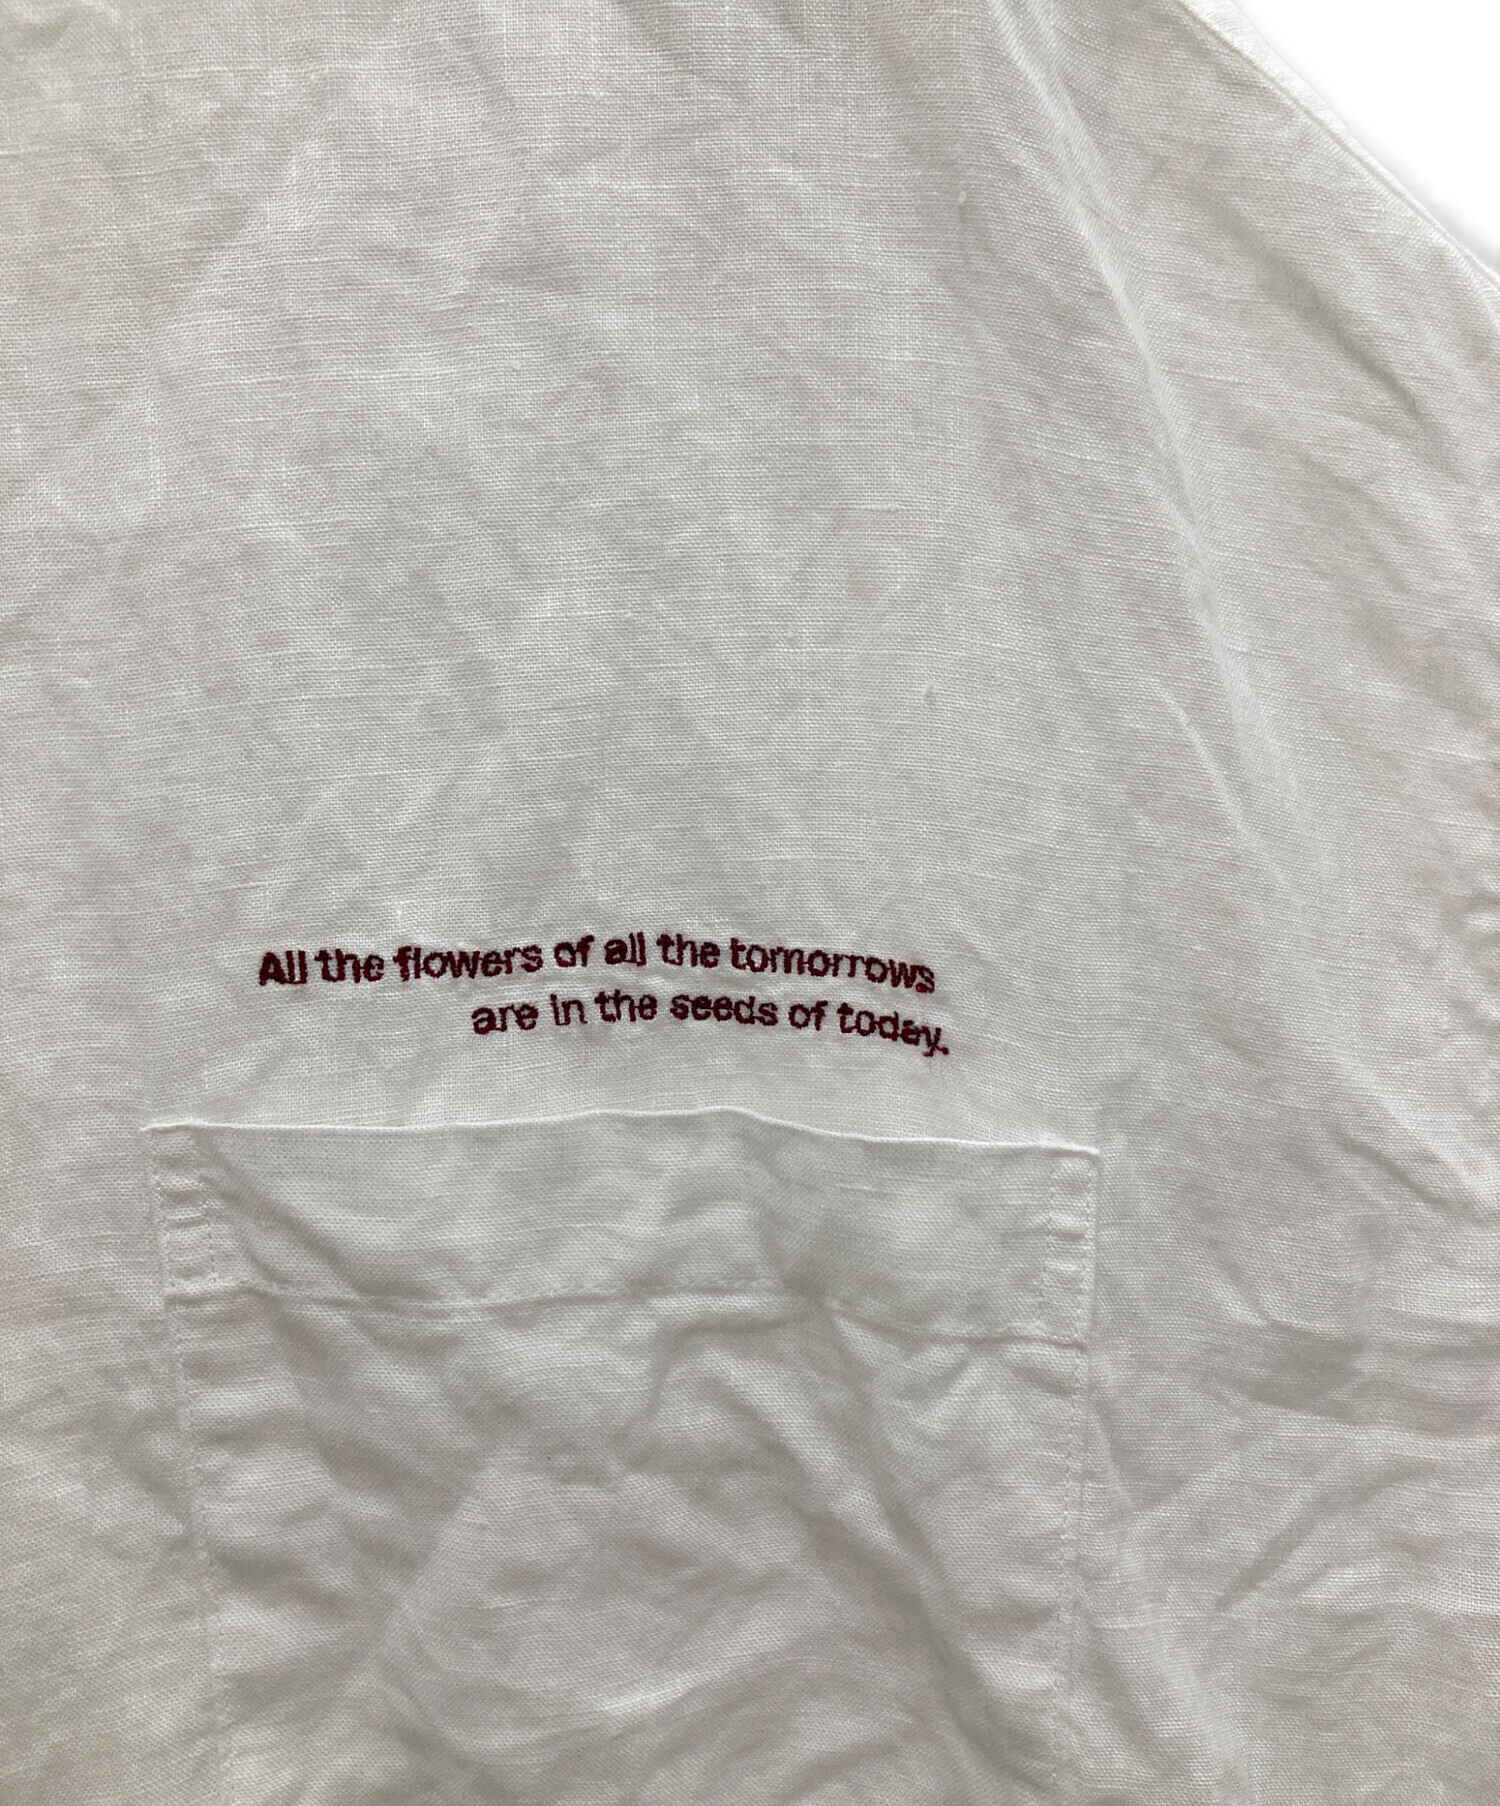 All the flowers of all the tomorrows
are in the seeds of today.